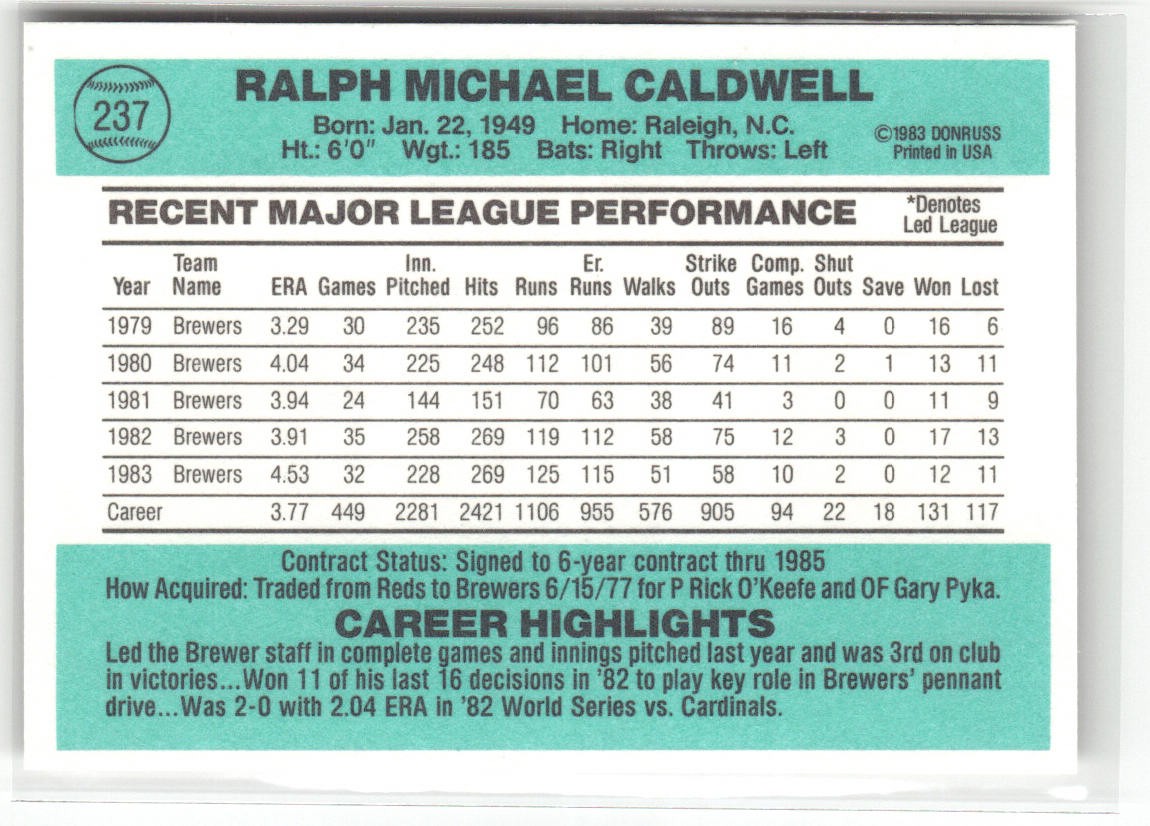 237
RALPH MICHAEL CALDWELL
Born: Jan. 22, 1949 Home: Raleigh, N.C.
Ht.: 6'0" Wgt.: 185 Bats: Right Throws: Left
©1983 DONRUSS
Printed in USA
RECENT MAJOR LEAGUE PERFORMANCE
*Denotes
Led League
Year Team Name ERA Games Inn. Pitched Hits Runs Er. Runs Walks Strike Outs Comp. Games Shut Outs Save Won Lost
1979 Brewers 3.29 30 235 252 96 86 39 89 16 4 0 16 6
1980 Brewers 4.04 34 225 248 112 101 56 74 11 2 1 13 11
1981 Brewers 3.94 24 144 151 70 63 38 41 3 0 0 11 9
1982 Brewers 3.91 35 258 269 119 112 58 75 12 3 0 17 13
1983 Brewers 4.53 32 228 269 125 115 51 58 10 2 0 12 11
Career 3.77 449 2281 2421 1106 955 576 905 94 22 18 131 117
Contract Status: Signed to 6-year contract thru 1985
How Acquired: Traded from Reds to Brewers 6/15/77 for P Rick O'Keefe and OF Gary Pyka.
CAREER HIGHLIGHTS
Led the Brewer staff in complete games and innings pitched last year and was 3rd on club
in victories...Won 11 of his last 16 decisions in '82 to play key role in Brewers' pennant
drive...Was 2-0 with 2.04 ERA in '82 World Series vs. Cardinals.